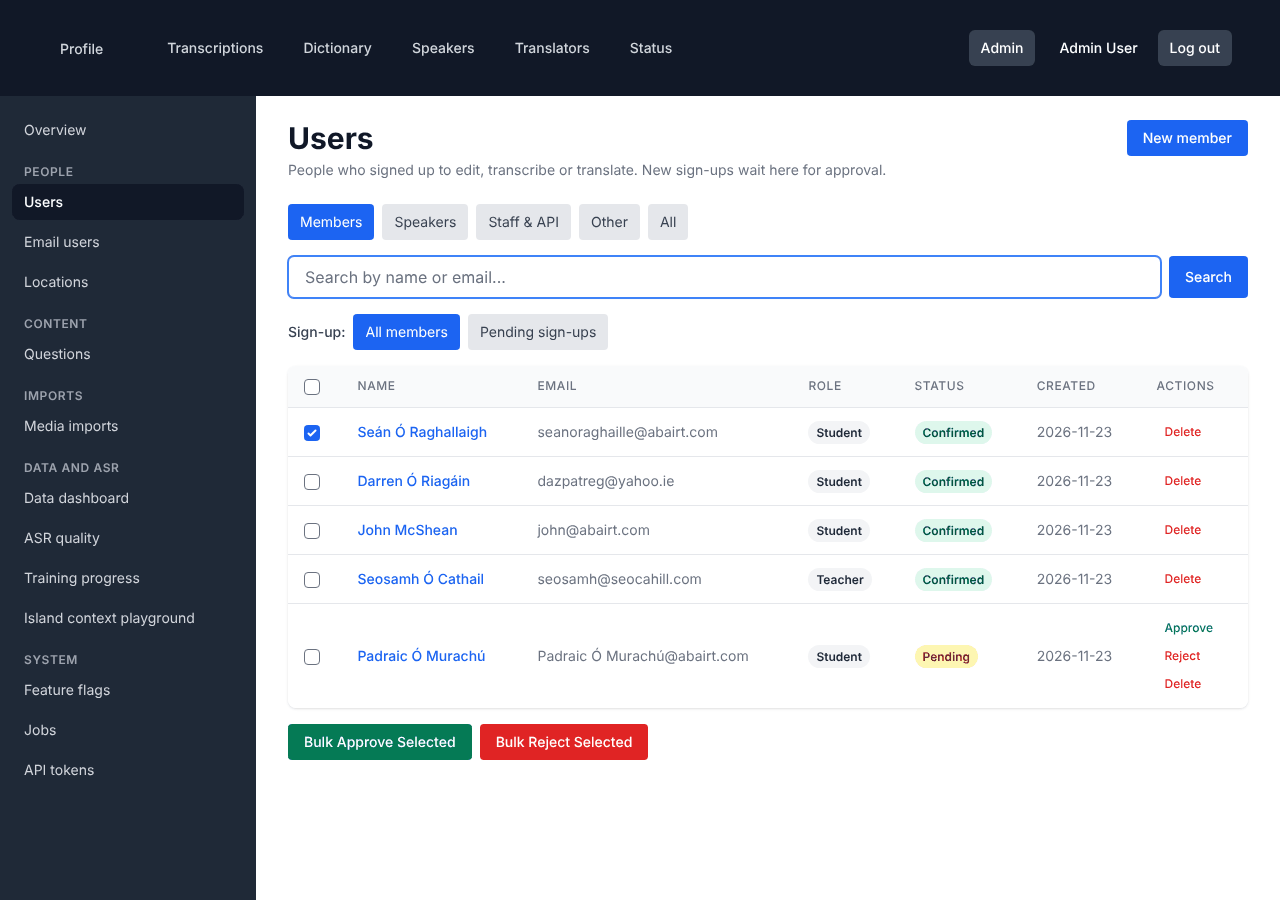 Profile Transcriptions Dictionary Speakers Translators Status Admin Admin User Log out
Overview
PEOPLE
Users
Email users
Locations
CONTENT
Questions
IMPORTS
Media imports
DATA AND ASR
Data dashboard
ASR quality
Training progress
Island context playground
SYSTEM
Feature flags
Jobs
API tokens
Users
New member
People who signed up to edit, transcribe or translate. New sign-ups wait here for approval.
Members Speakers Staff & API Other All
Search by name or email... Search
Sign-up: All members Pending sign-ups
NAME EMAIL ROLE STATUS CREATED ACTIONS
Seán Ó Raghallaigh seanoraghaille@abairt.com Student Confirmed 2026-11-23 Delete
Darren Ó Riagáin dazpatreg@yahoo.ie Student Confirmed 2026-11-23 Delete
John McShean john@abairt.com Student Confirmed 2026-11-23 Delete
Seosamh Ó Cathail seosamh@seocahill.com Teacher Confirmed 2026-11-23 Delete
Padraic Ó Murachú Padraic Ó Murachú@abairt.com Student Pending 2026-11-23 Approve
Reject
Delete
Bulk Approve Selected Bulk Reject Selected